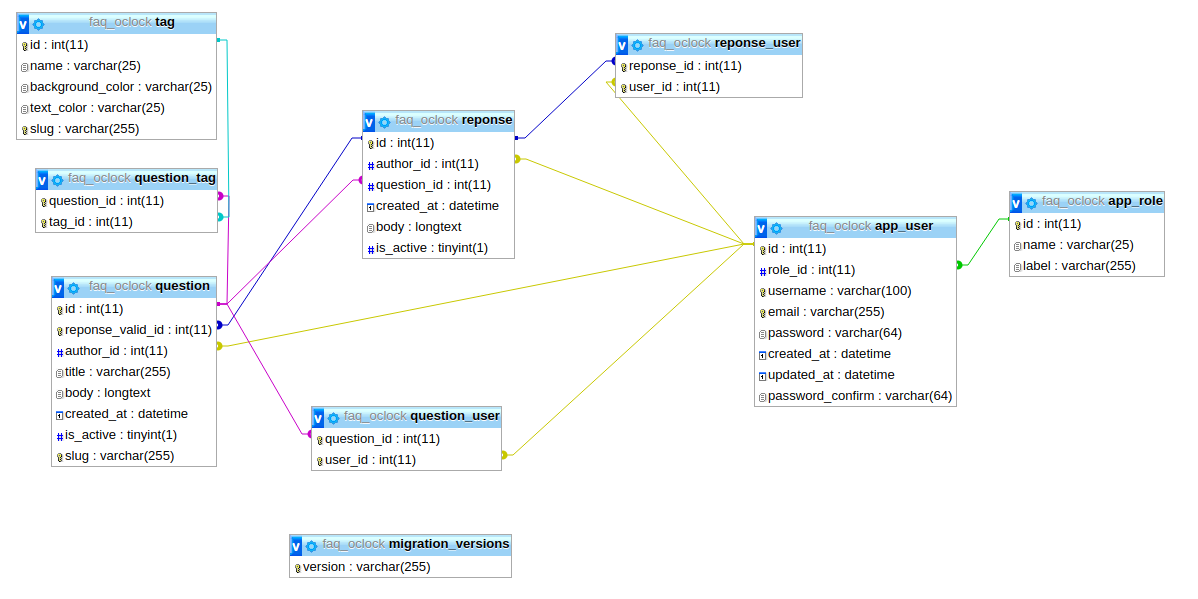 faq_oclock tag
id : int(11)
name : varchar(25)
background_color : varchar(25)
text_color : varchar(25)
slug : varchar(255)
faq_oclock question_tag
question_id : int(11)
tag_id : int(11)
faq_oclock question
id : int(11)
reponse_valid_id : int(11)
author_id : int(11)
title : varchar(255)
body : longtext
created_at : datetime
is_active : tinyint(1)
slug : varchar(255)
faq_oclock reponse
id : int(11)
author_id : int(11)
question_id : int(11)
created_at : datetime
body : longtext
is_active : tinyint(1)
faq_oclock question_user
question_id : int(11)
user_id : int(11)
faq_oclock migration_versions
version : varchar(255)
faq_oclock reponse_user
reponse_id : int(11)
user_id : int(11)
faq_oclock app_user
id : int(11)
role_id : int(11)
username : varchar(100)
email : varchar(255)
password : varchar(64)
created_at : datetime
updated_at : datetime
password_confirm : varchar(64)
faq_oclock app_role
id : int(11)
name : varchar(25)
label : varchar(255)